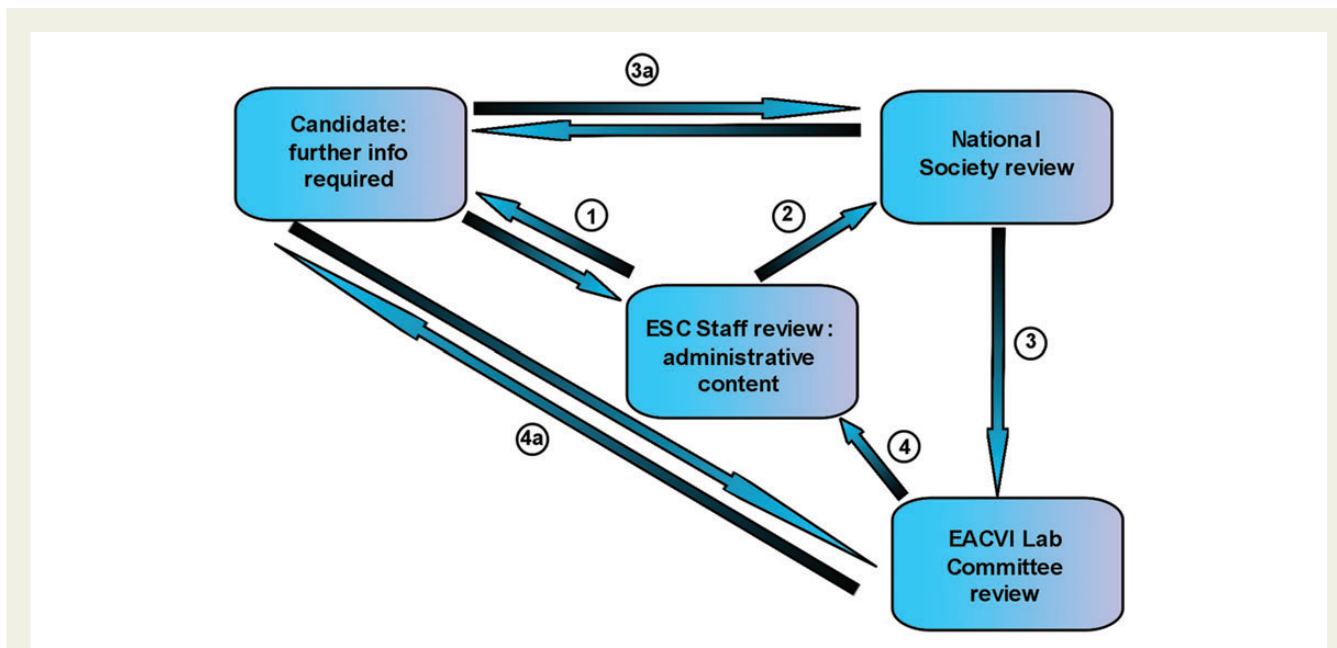 3a
Candidate:
further info
required
National
Society review
1
2
ESC Staff review :
administrative
content
3
4a
4
EACVI Lab
Committee
review